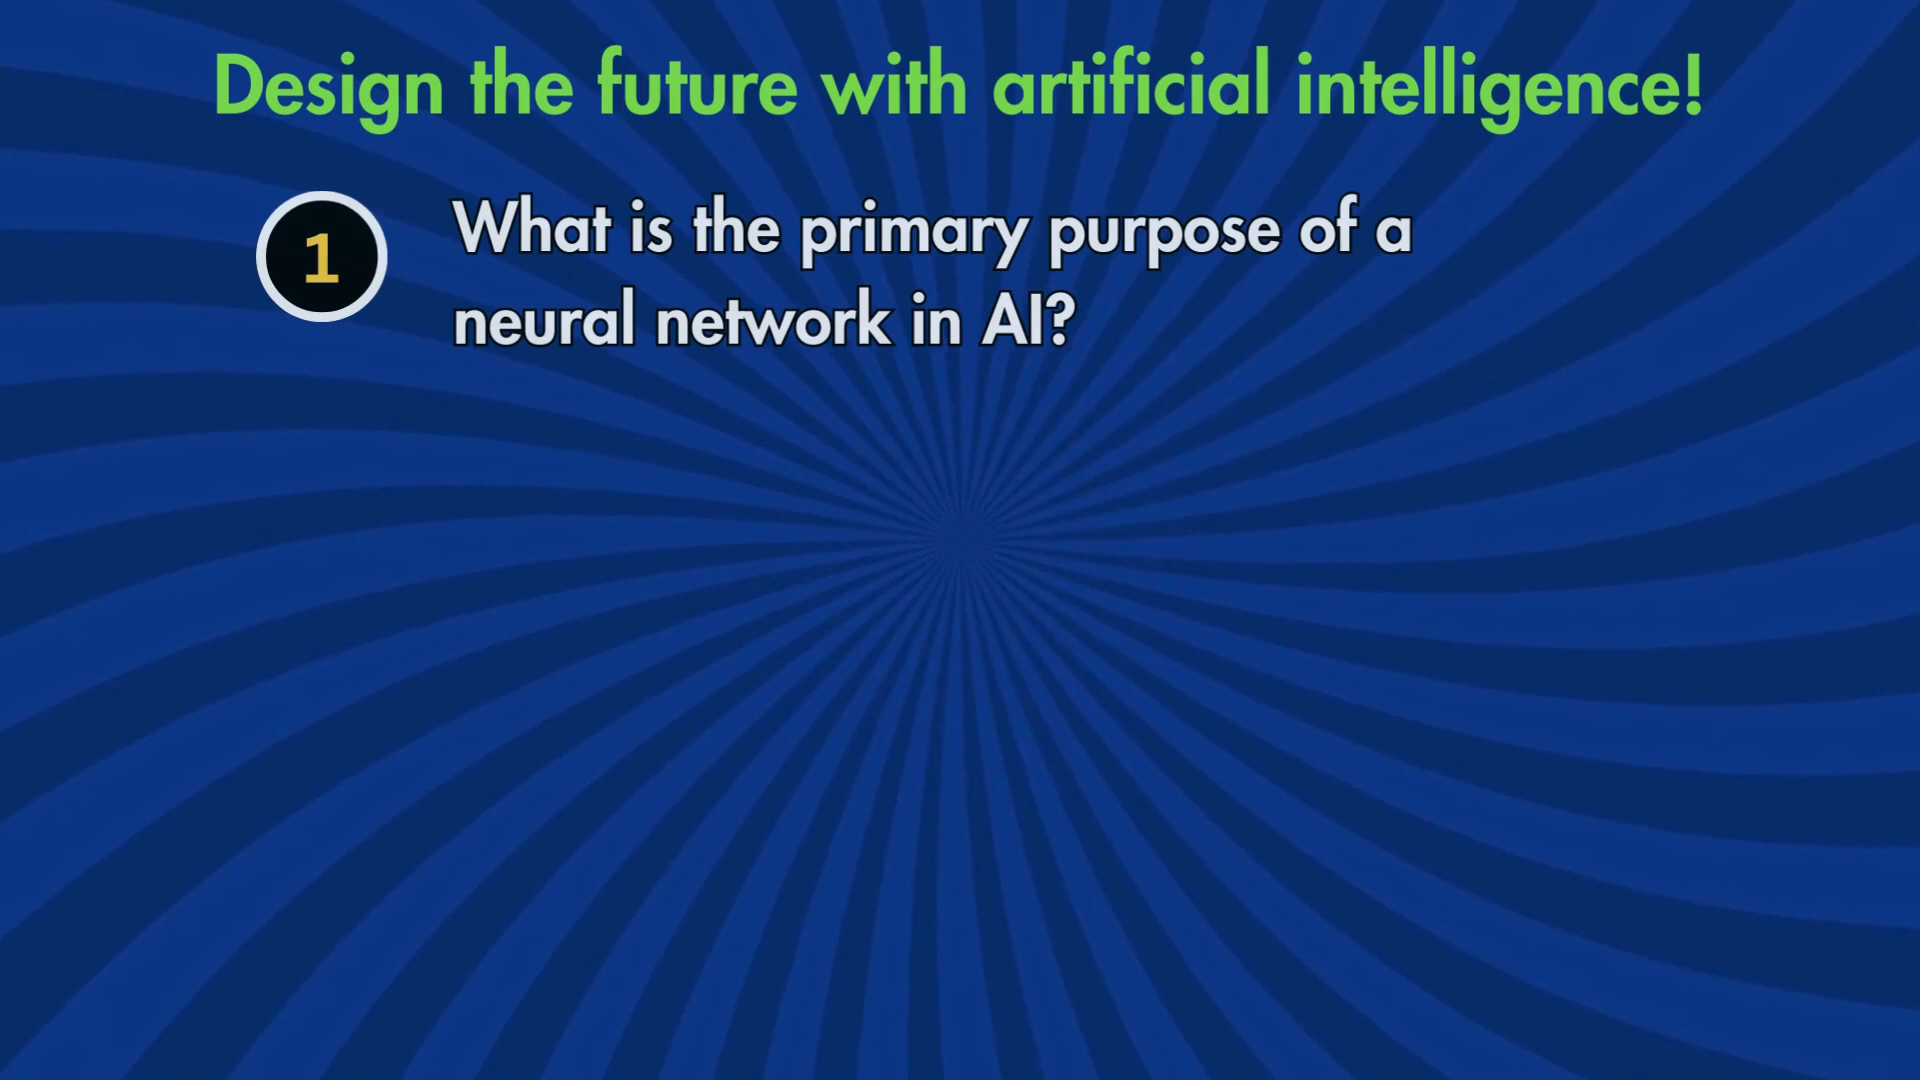 Design the future with artificial intelligence!
1
What is the primary purpose of a
neural network in AI?